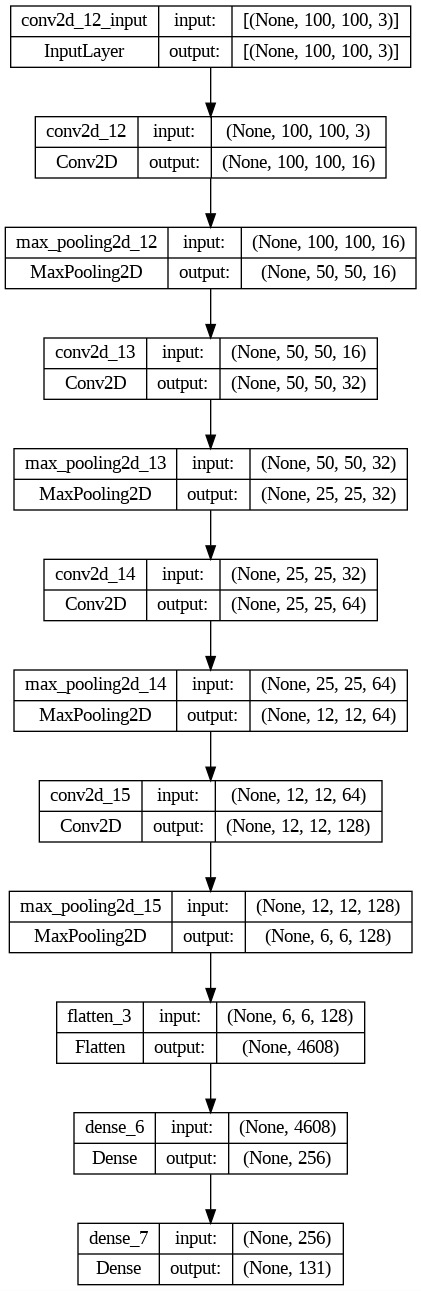 conv2d_12_input input: [(None, 100, 100, 3)]
InputLayer output: [(None, 100, 100, 3)]
conv2d_12 input: (None, 100, 100, 3)
Conv2D output: (None, 100, 100, 16)
max_pooling2d_12 input: (None, 100, 100, 16)
MaxPooling2D output: (None, 50, 50, 16)
conv2d_13 input: (None, 50, 50, 16)
Conv2D output: (None, 50, 50, 32)
max_pooling2d_13 input: (None, 50, 50, 32)
MaxPooling2D output: (None, 25, 25, 32)
conv2d_14 input: (None, 25, 25, 32)
Conv2D output: (None, 25, 25, 64)
max_pooling2d_14 input: (None, 25, 25, 64)
MaxPooling2D output: (None, 12, 12, 64)
conv2d_15 input: (None, 12, 12, 64)
Conv2D output: (None, 12, 12, 128)
max_pooling2d_15 input: (None, 12, 12, 128)
MaxPooling2D output: (None, 6, 6, 128)
flatten_3 input: (None, 6, 6, 128)
Flatten output: (None, 4608)
dense_6 input: (None, 4608)
Dense output: (None, 256)
dense_7 input: (None, 256)
Dense output: (None, 131)